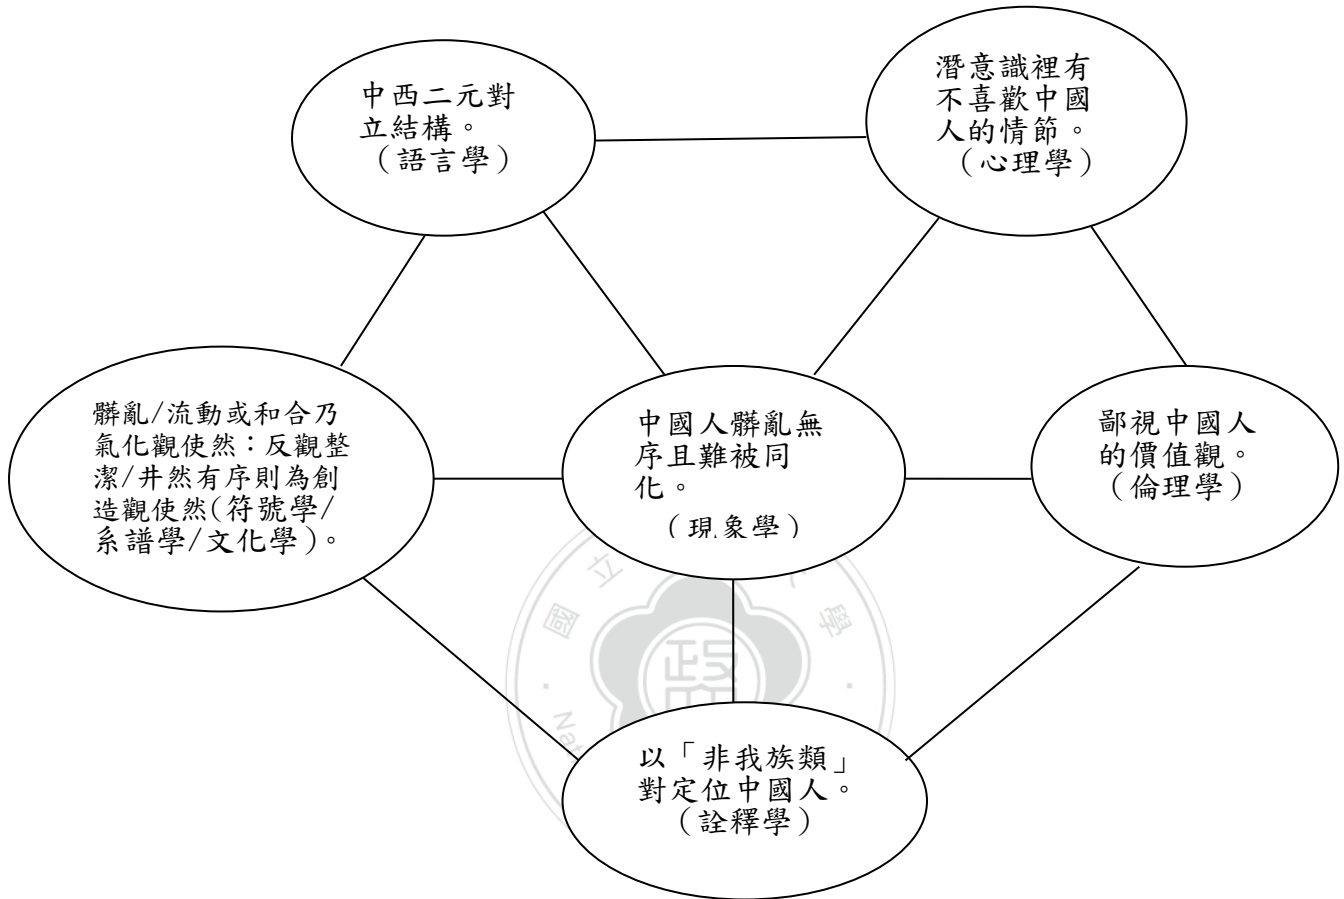 中西二元對
立結構。
（語言學）
潛意識裡有
不喜歡中國
人的情節。
（心理學）
髒亂/流動或和合乃
氣化觀使然：反觀整
潔/井然有序則為創
造觀使然(符號學/
系譜學/文化學)。
中國人髒亂無
序且難被同
化。
（現象學）
鄙視中國人
的價值觀。
（倫理學）
國立
學
政
Nat
以「非我族類」
對定位中國人。
（詮釋學）